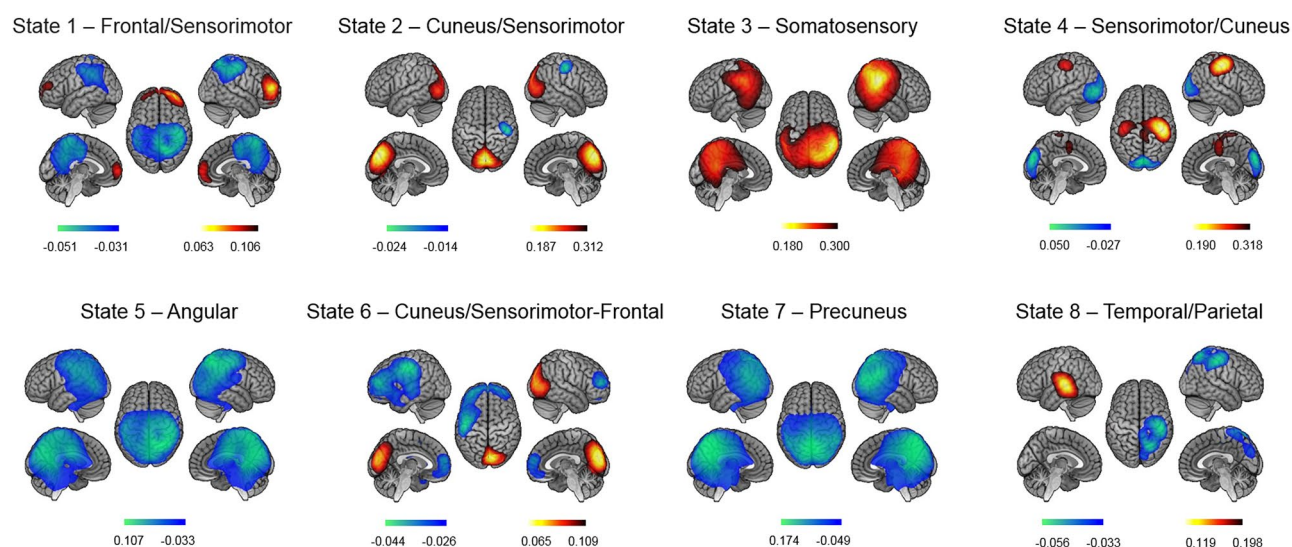 State 1 – Frontal/Sensorimotor
State 2 – Cuneus/Sensorimotor
State 3 – Somatosensory
State 4 – Sensorimotor/Cuneus
-0.051 -0.031 0.063 0.106
-0.024 -0.014 0.187 0.312
0.180 0.300
0.050 -0.027 0.190 0.318
State 5 – Angular
State 6 – Cuneus/Sensorimotor-Frontal
State 7 – Precuneus
State 8 – Temporal/Parietal
0.107 -0.033
-0.044 -0.026 0.065 0.109
0.174 -0.049
-0.056 -0.033 0.119 0.198